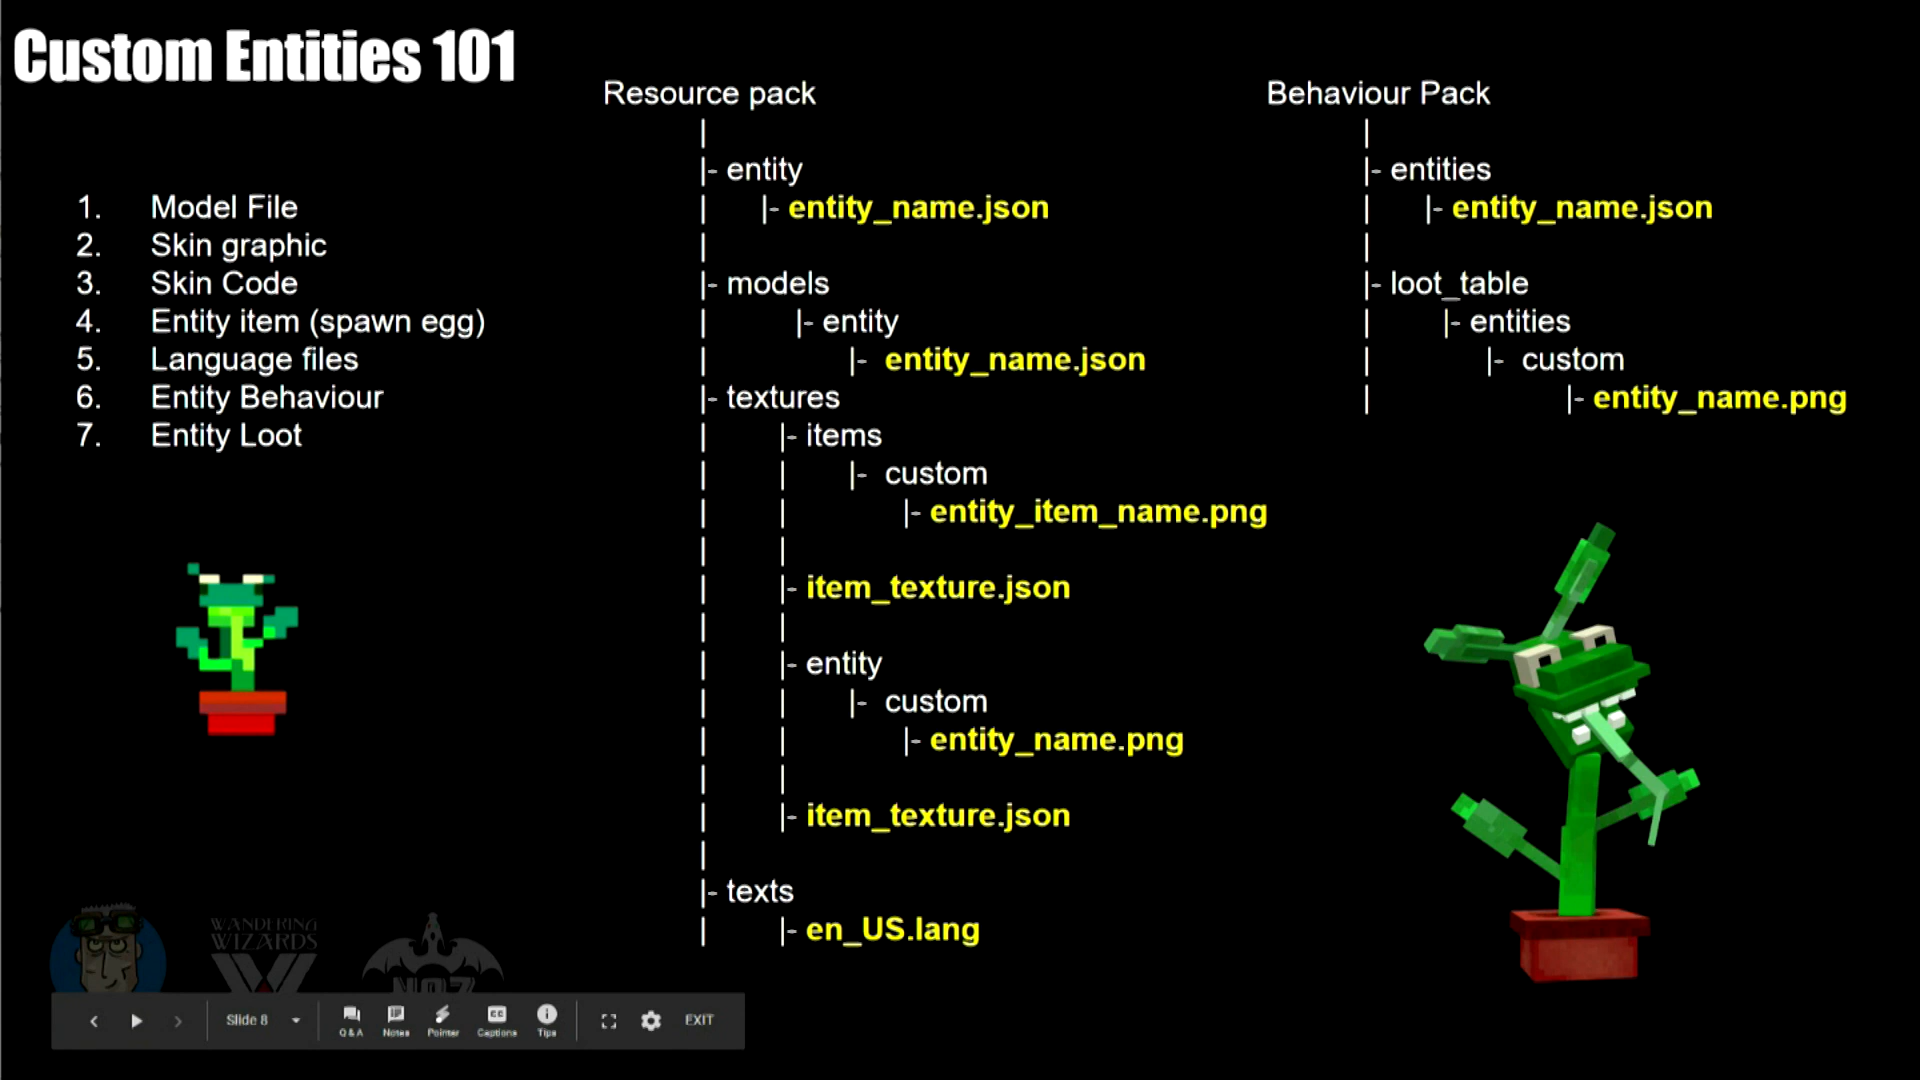 Custom Entities 101
1. Model File
2. Skin graphic
3. Skin Code
4. Entity item (spawn egg)
5. Language files
6. Entity Behaviour
7. Entity Loot
Resource pack
|
|- entity
| |- entity_name.json
|
|- models
| |- entity
| |- entity_name.json
|- textures
| |- items
| | |- custom
| | |- entity_item_name.png
| |
| |- item_texture.json
| |
| |- entity
| | |- custom
| | |- entity_name.png
| |
| |- item_texture.json
|
|- texts
| |- en_US.lang
Behaviour Pack
|
|- entities
| |- entity_name.json
|
|- loot_table
| |- entities
| |- custom
| |- entity_name.png
WANDERING
WIZARDS
W
Slide 8
Q&A
Notes
Pointer
Captions
Tips
EXIT